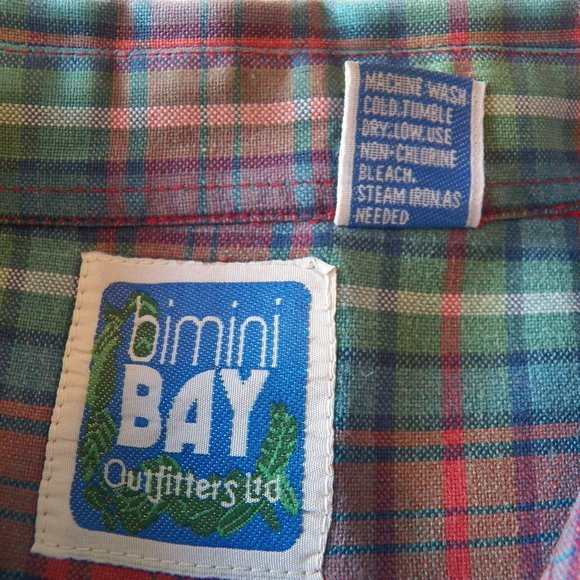 MACHINE WASH
COLD.TUMBLE
DRY.LOW.USE
NON-CHLORINE
BLEACH.
STEAM IRON.AS
NEEDED
bimini
BAY
Outfitters Ltd